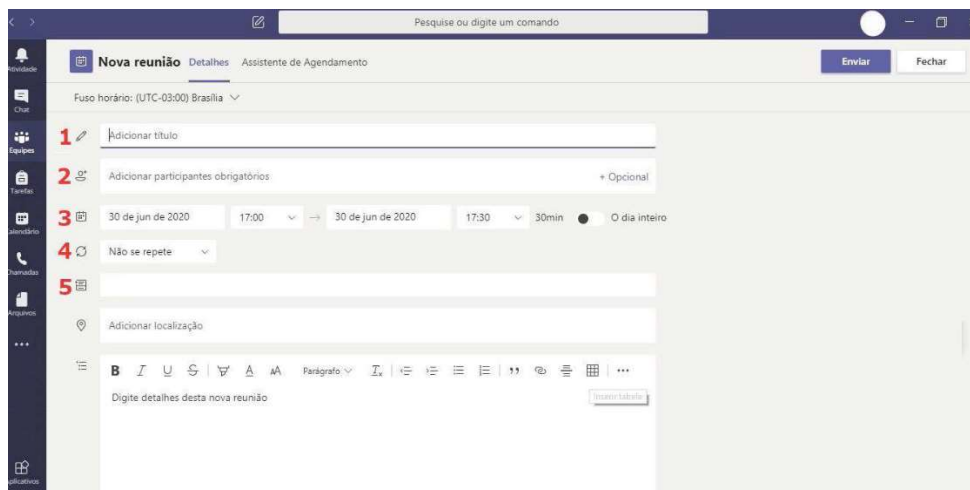 Pesquise ou digite um comando
Nova reunião Detalhes Assistente de Agendamento Enviar Fechar
Fuso horário: (UTC-03:00) Brasília
Chat
Equipes
Tarefas
Chamadas
Arquivos
1 Adicionar título
2 Adicionar participantes obrigatórios + Opcional
3 30 de jun de 2020 17:00 → 30 de jun de 2020 17:30 30min O dia inteiro
4 Não se repete
5
Adicionar localização
B I U S A AA Parágrafo
Digite detalhes desta nova reunião
Inserir tabela